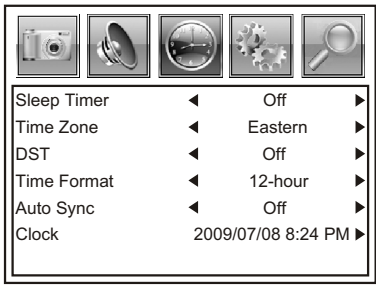 Sleep Timer Off
Time Zone Eastern
DST Off
Time Format 12-hour
Auto Sync Off
Clock 2009/07/08 8:24 PM